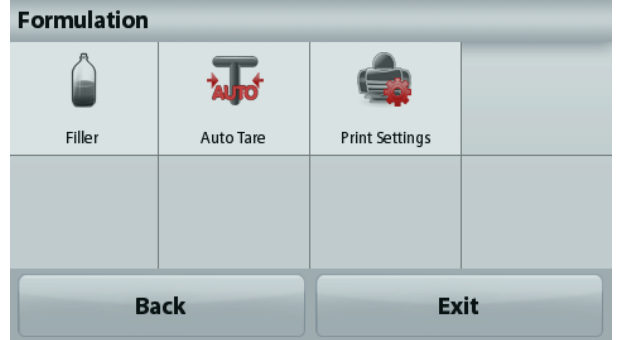 Formulation
AUTO
Filler
Auto Tare
Print Settings
Back
Exit